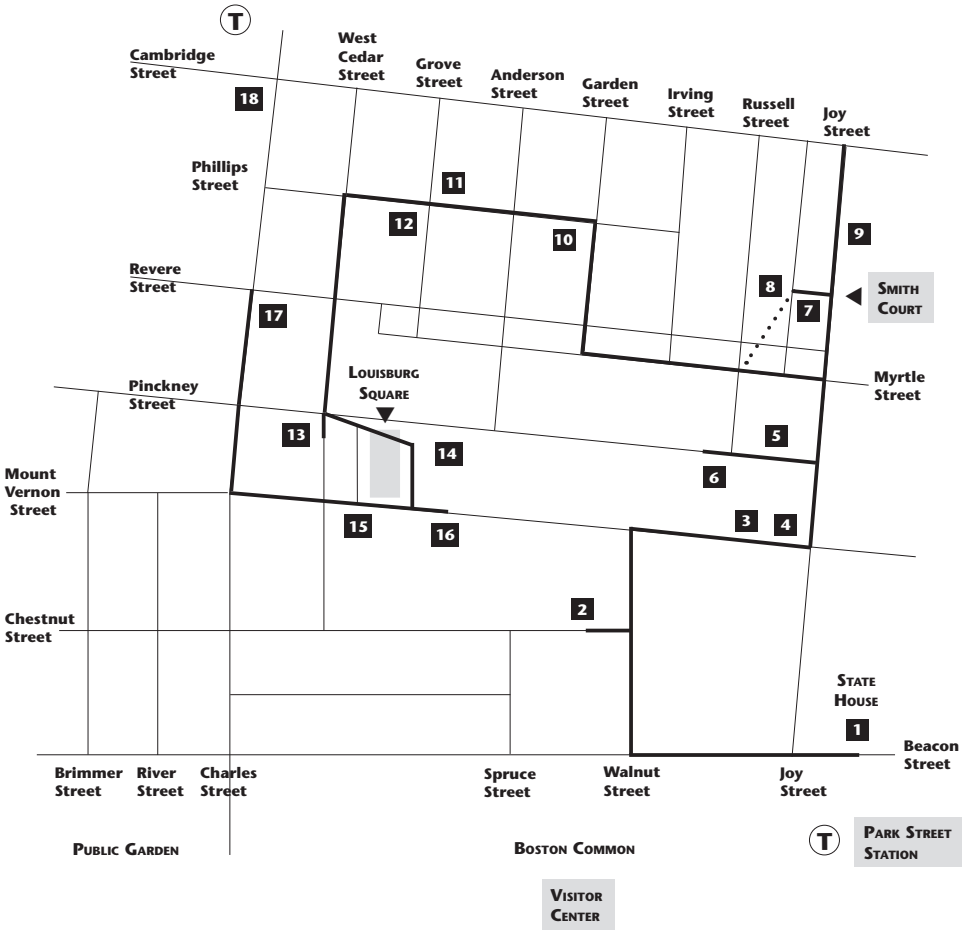 T
West
Cedar
Street
Grove
Street
Anderson
Street
Garden
Street
Irving
Street
Russell
Street
Joy
Street
Cambridge
Street
18
Phillips
Street
11
12
10
9
8
7
Smith
Court
Revere
Street
17
Louisburg
Square
Myrtle
Street
Pinckney
Street
13
14
5
6
Mount
Vernon
Street
15
16
3
4
2
Chestnut
Street
State
House
1
Beacon
Street
Brimmer
Street
River
Street
Charles
Street
Spruce
Street
Walnut
Street
Joy
Street
Public Garden
Boston Common
T
Park Street
Station
Visitor
Center